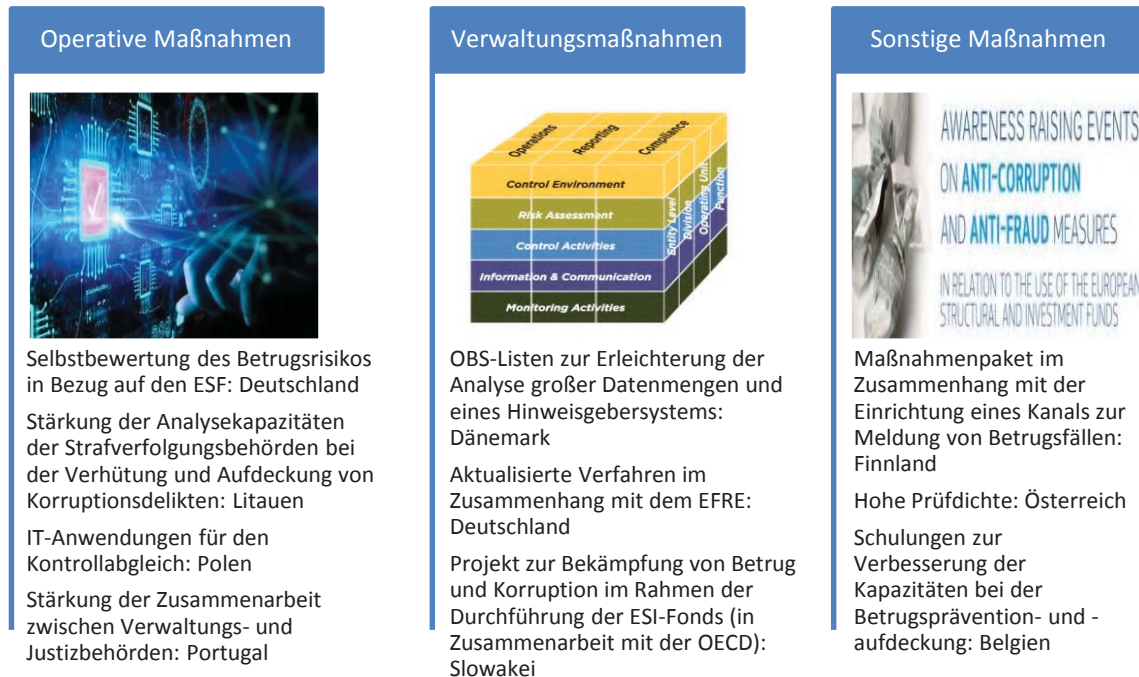 Operative Maßnahmen
Selbstbewertung des Betrugsrisikos
in Bezug auf den ESF: Deutschland
Stärkung der Analysekapazitäten
der Strafverfolgungsbehörden bei
der Verhütung und Aufdeckung von
Korruptionsdelikten: Litauen
IT-Anwendungen für den
Kontrollabgleich: Polen
Stärkung der Zusammenarbeit
zwischen Verwaltungs- und
Justizbehörden: Portugal
Verwaltungsmaßnahmen
Operations
Reporting
Compliance
Control Environment
Risk Assessment
Control Activities
Information & Communication
Monitoring Activities
Entity Level
Division
Operating Unit
Function
OBS-Listen zur Erleichterung der
Analyse großer Datenmengen und
eines Hinweisgebersystems:
Dänemark
Aktualisierte Verfahren im
Zusammenhang mit dem EFRE:
Deutschland
Projekt zur Bekämpfung von Betrug
und Korruption im Rahmen der
Durchführung der ESI-Fonds (in
Zusammenarbeit mit der OECD):
Slowakei
Sonstige Maßnahmen
AWARENESS RAISING EVENTS
ON ANTI-CORRUPTION
AND ANTI-FRAUD MEASURES
IN RELATION TO THE USE OF THE EUROPEAN
STRUCTURAL AND INVESTMENT FUNDS
Maßnahmenpaket im
Zusammenhang mit der
Einrichtung eines Kanals zur
Meldung von Betrugsfällen:
Finnland
Hohe Prüfdichte: Österreich
Schulungen zur
Verbesserung der
Kapazitäten bei der
Betrugsprävention- und -
aufdeckung: Belgien